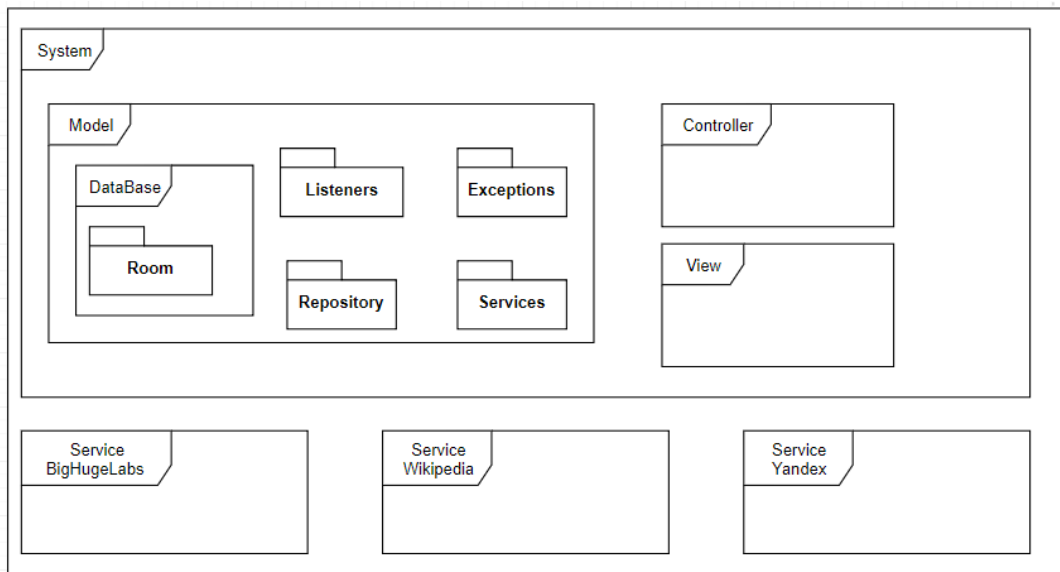 System
Model
Controller
DataBase
Listeners
Exceptions
Room
View
Repository
Services
Service
BigHugeLabs
Service
Wikipedia
Service
Yandex